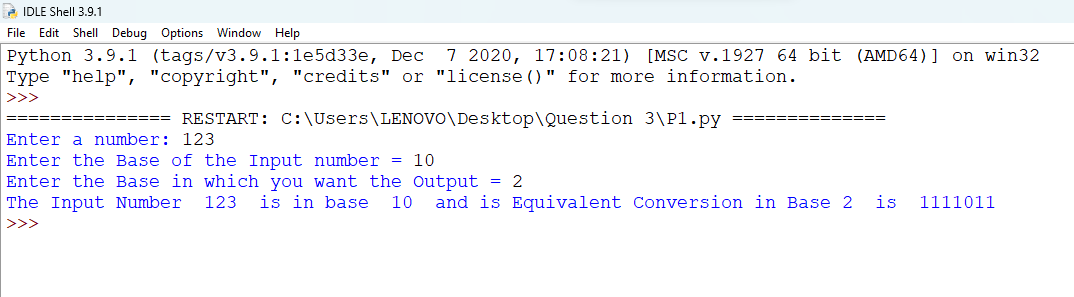 IDLE Shell 3.9.1
File Edit Shell Debug Options Window Help
Python 3.9.1 (tags/v3.9.1:1e5d33e, Dec  7 2020, 17:08:21) [MSC v.1927 64 bit (AMD64)] on win32
Type "help", "copyright", "credits" or "license()" for more information.
>>>
=============== RESTART: C:\Users\LENOVO\Desktop\Question 3\P1.py ==============
Enter a number: 123
Enter the Base of the Input number = 10
Enter the Base in which you want the Output = 2
The Input Number  123  is in base  10  and is Equivalent Conversion in Base 2  is  1111011
>>>